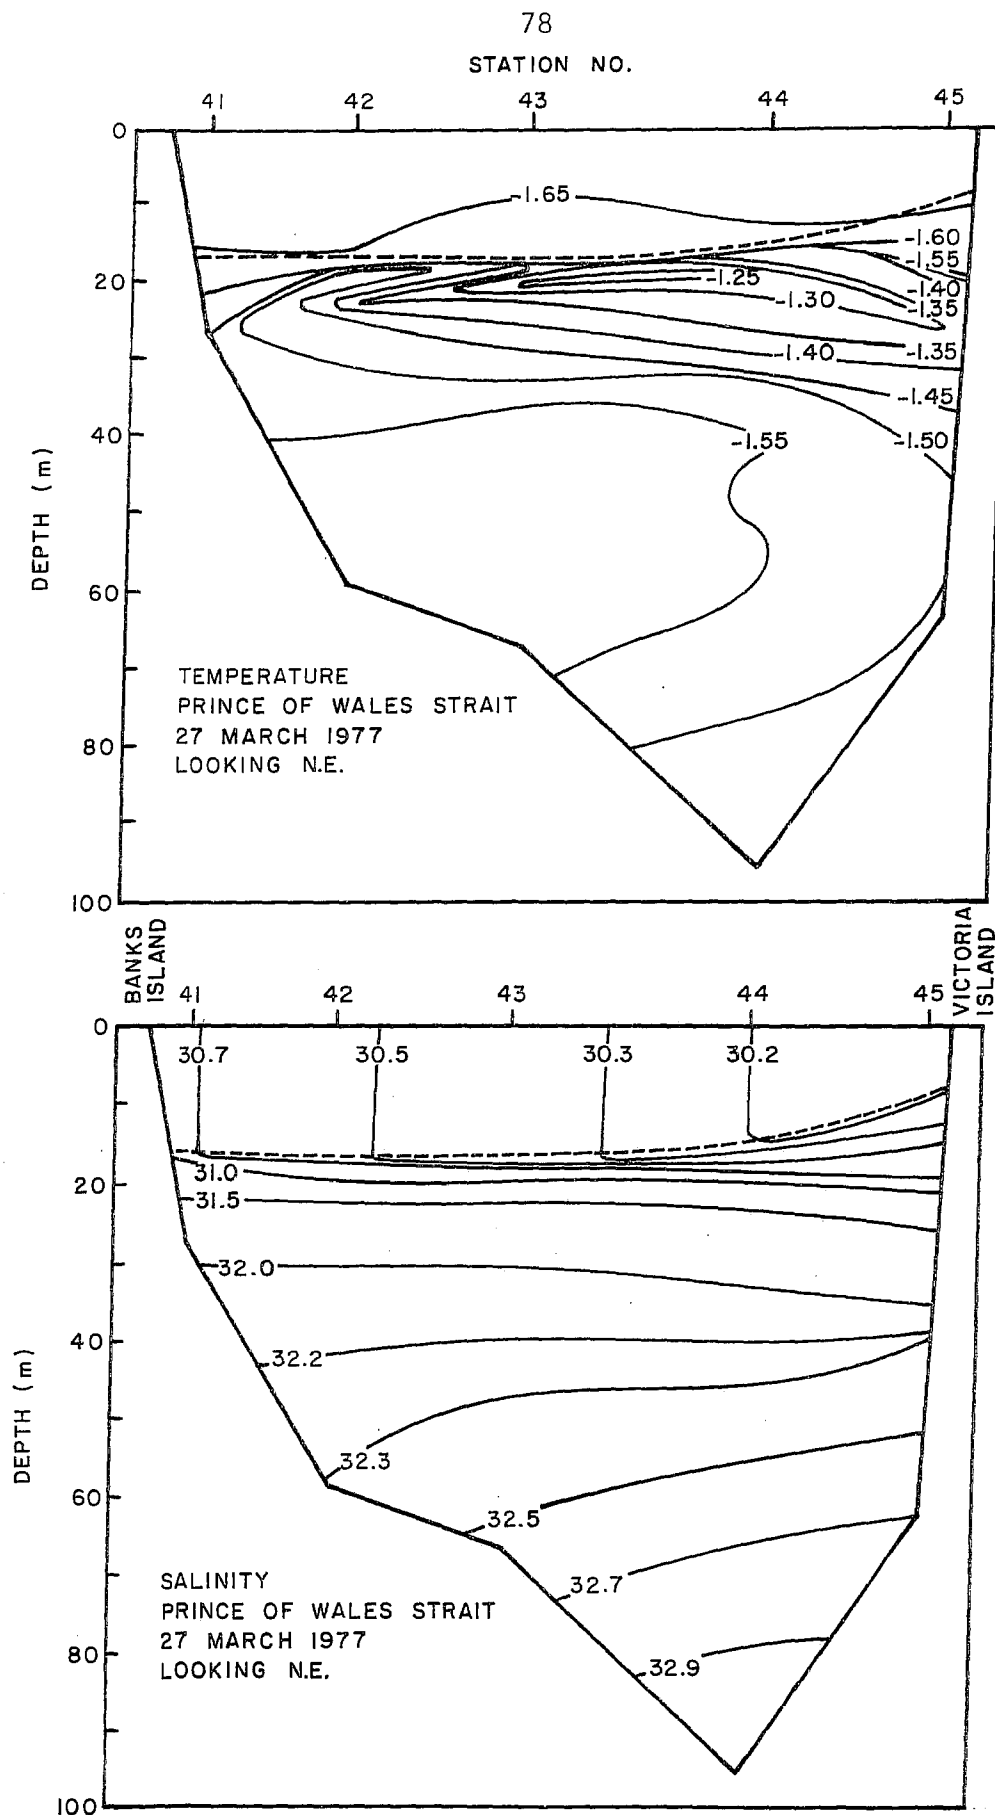 78
STATION NO.
41 42 43 44 45
0
20
40
60
80
100
DEPTH (m)
-1.65
-1.60
-1.55
-1.25
-1.40
-1.30
-1.35
-1.40
-1.35
-1.45
-1.55
-1.50
TEMPERATURE
PRINCE OF WALES STRAIT
27 MARCH 1977
LOOKING N.E.
BANKS
ISLAND
VICTORIA
ISLAND
41 42 43 44 45
0
20
40
60
80
100
DEPTH (m)
30.7 30.5 30.3 30.2
31.0
31.5
32.0
32.2
32.3
32.5
32.7
32.9
SALINITY
PRINCE OF WALES STRAIT
27 MARCH 1977
LOOKING N.E.